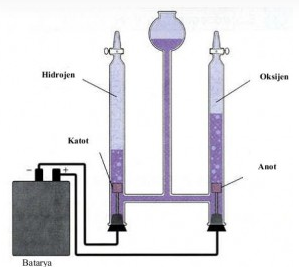 Hidrojen
Oksijen
Katot
Anot
− +
Batarya